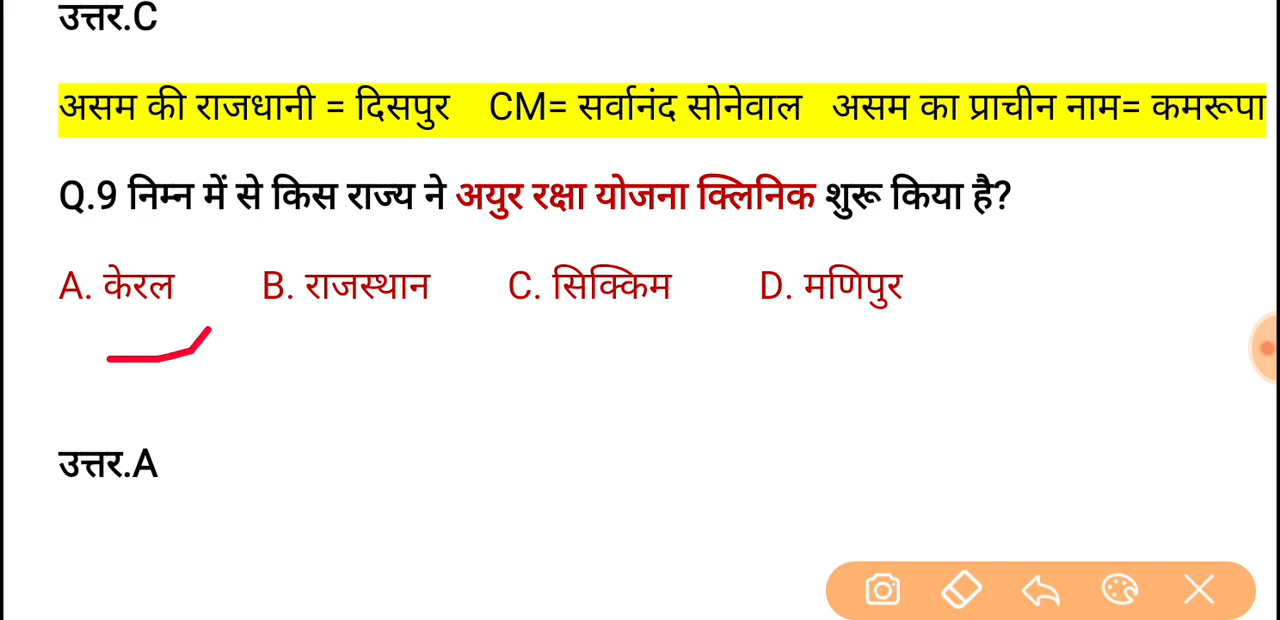 उत्तर.C
असम की राजधानी = दिसपुर CM= सर्वानंद सोनेवाल असम का प्राचीन नाम= कमरूपा
Q.9 निम्न में से किस राज्य ने अयुर रक्षा योजना क्लिनिक शुरू किया है?
A. केरल B. राजस्थान C. सिक्किम D. मणिपुर
उत्तर.A